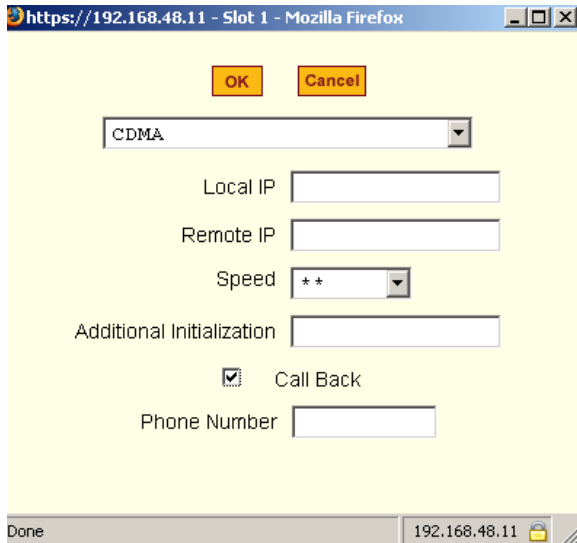 https://192.168.48.11 - Slot 1 - Mozilla Firefox
OK Cancel
CDMA
Local IP
Remote IP
Speed **
Additional Initialization
Call Back
Phone Number
Done 192.168.48.11